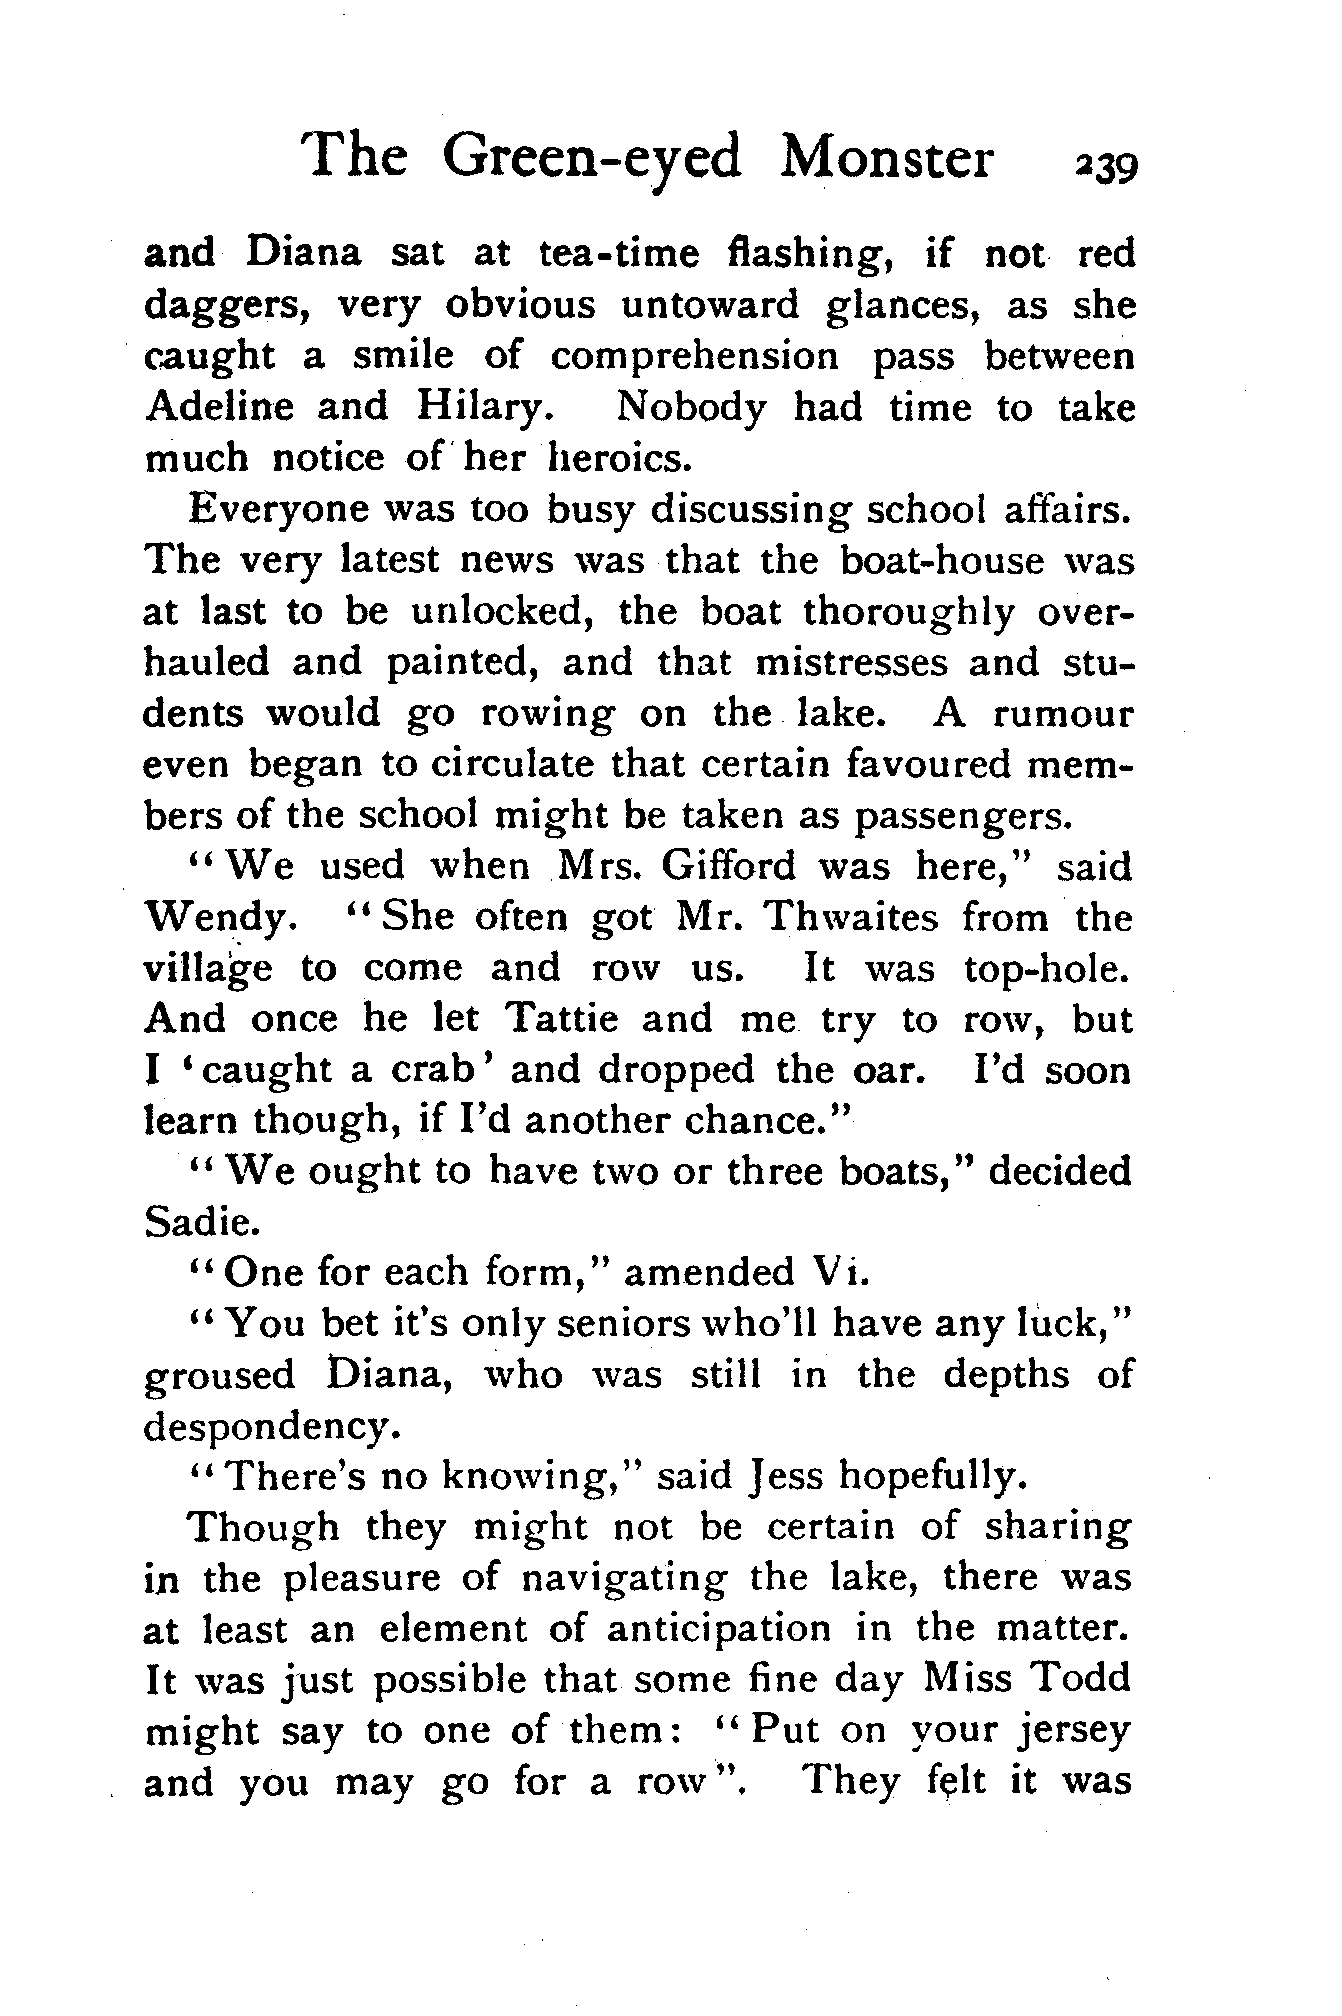 The Green-eyed Monster 239
and Diana sat at tea-time flashing, if not red
daggers, very obvious untoward glances, as she
caught a smile of comprehension pass between
Adeline and Hilary. Nobody had time to take
much notice of her heroics.
Everyone was too busy discussing school affairs.
The very latest news was that the boat-house was
at last to be unlocked, the boat thoroughly over-
hauled and painted, and that mistresses and stu-
dents would go rowing on the lake. A rumour
even began to circulate that certain favoured mem-
bers of the school might be taken as passengers.
“We used when Mrs. Gifford was here,” said
Wendy. “She often got Mr. Thwaites from the
village to come and row us. It was top-hole.
And once he let Tattie and me try to row, but
I ‘caught a crab’ and dropped the oar. I’d soon
learn though, if I’d another chance.”
“We ought to have two or three boats,” decided
Sadie.
“One for each form,” amended Vi.
“You bet it’s only seniors who’ll have any luck,”
groused Diana, who was still in the depths of
despondency.
“There’s no knowing,” said Jess hopefully.
Though they might not be certain of sharing
in the pleasure of navigating the lake, there was
at least an element of anticipation in the matter.
It was just possible that some fine day Miss Todd
might say to one of them: “Put on your jersey
and you may go for a row”. They felt it was